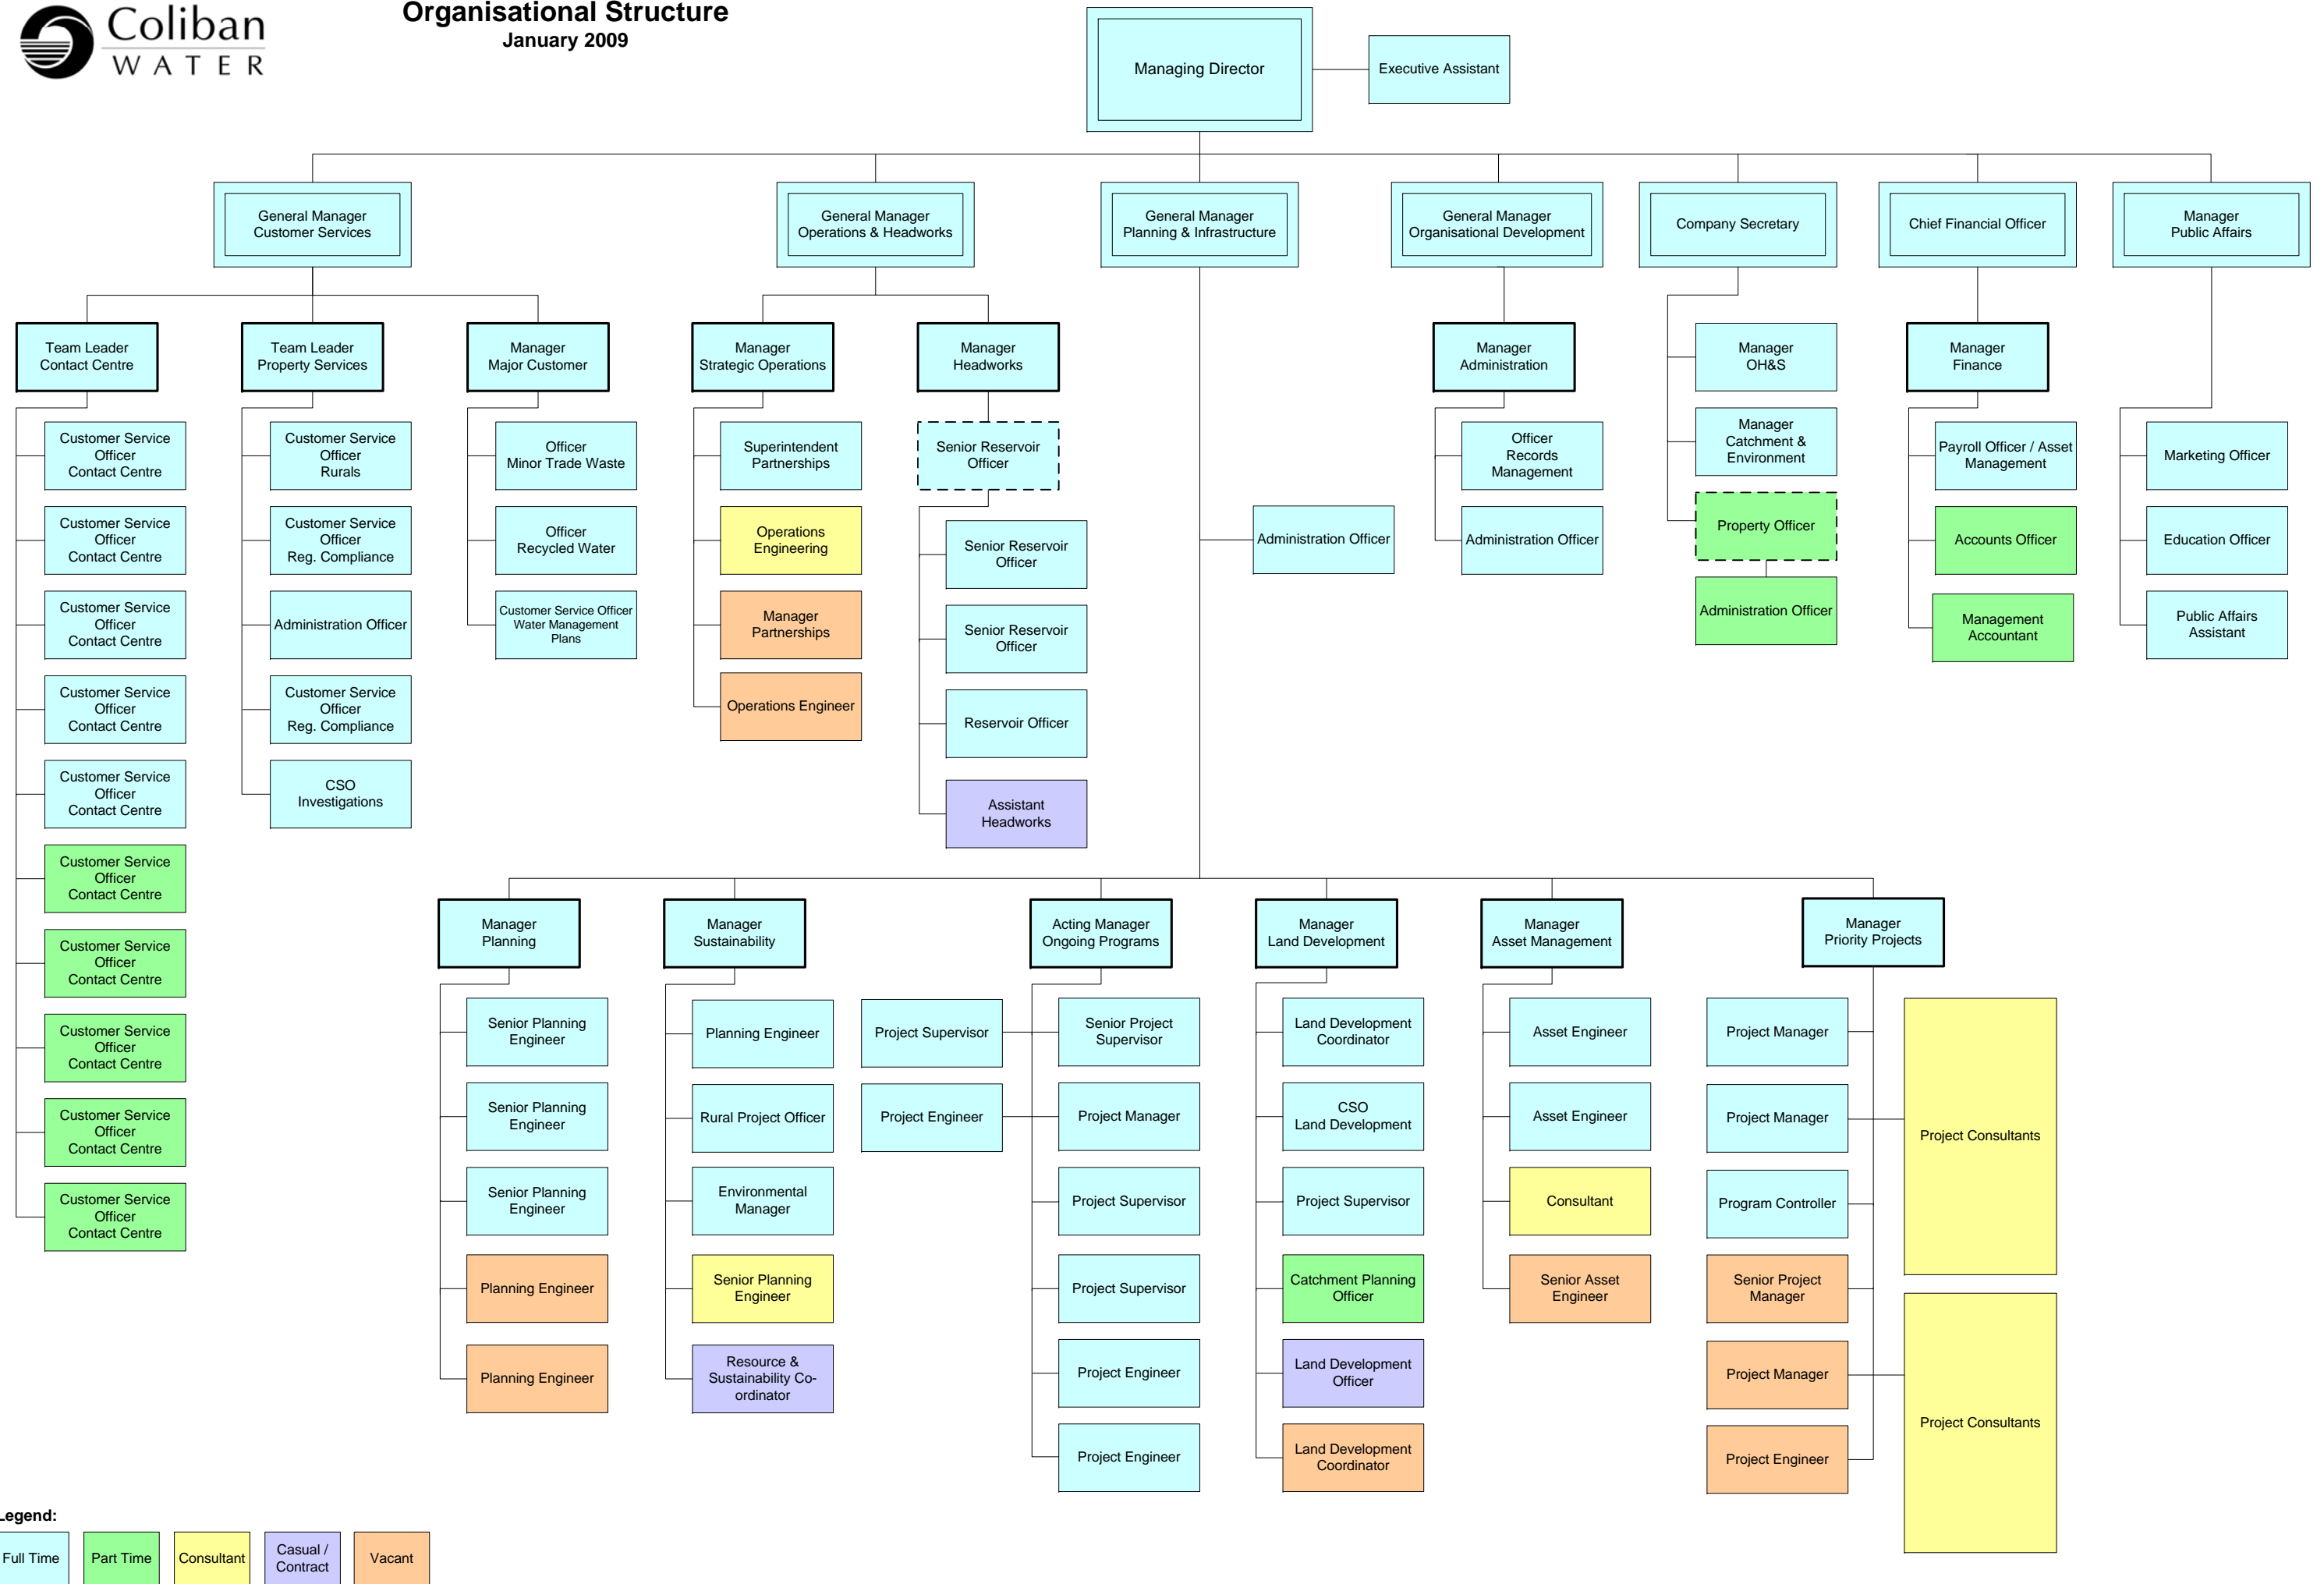 Coliban
WATER
Organisational Structure
January 2009
Managing Director
Executive Assistant
General Manager
Customer Services
General Manager
Operations & Headworks
General Manager
Planning & Infrastructure
General Manager
Organisational Development
Company Secretary
Chief Financial Officer
Manager
Public Affairs
Team Leader
Contact Centre
Customer Service
Officer
Contact Centre
Customer Service
Officer
Contact Centre
Customer Service
Officer
Contact Centre
Customer Service
Officer
Contact Centre
Customer Service
Officer
Contact Centre
Customer Service
Officer
Contact Centre
Customer Service
Officer
Contact Centre
Customer Service
Officer
Contact Centre
Customer Service
Officer
Contact Centre
Customer Service
Officer
Contact Centre
Team Leader
Property Services
Customer Service
Officer
Rurals
Customer Service
Officer
Reg. Compliance
Administration Officer
Customer Service
Officer
Reg. Compliance
CSO
Investigations
Manager
Major Customer
Officer
Minor Trade Waste
Officer
Recycled Water
Customer Service Officer
Water Management
Plans
Manager
Strategic Operations
Superintendent
Partnerships
Operations
Engineering
Manager
Partnerships
Operations Engineer
Manager
Headworks
Senior Reservoir
Officer
Senior Reservoir
Officer
Senior Reservoir
Officer
Reservoir Officer
Assistant
Headworks
Administration Officer
Manager
Administration
Officer
Records
Management
Administration Officer
Manager
OH&S
Manager
Catchment &
Environment
Property Officer
Administration Officer
Manager
Finance
Payroll Officer / Asset
Management
Accounts Officer
Management
Accountant
Marketing Officer
Education Officer
Public Affairs
Assistant
Manager
Planning
Senior Planning
Engineer
Senior Planning
Engineer
Senior Planning
Engineer
Planning Engineer
Planning Engineer
Manager
Sustainability
Planning Engineer
Rural Project Officer
Environmental
Manager
Senior Planning
Engineer
Resource &
Sustainability Co-
ordinator
Acting Manager
Ongoing Programs
Project Supervisor
Senior Project
Supervisor
Project Engineer
Project Manager
Project Supervisor
Project Supervisor
Project Engineer
Project Engineer
Manager
Land Development
Land Development
Coordinator
CSO
Land Development
Project Supervisor
Catchment Planning
Officer
Land Development
Officer
Land Development
Coordinator
Manager
Asset Management
Asset Engineer
Asset Engineer
Consultant
Senior Asset
Engineer
Manager
Priority Projects
Project Manager
Project Manager
Program Controller
Senior Project
Manager
Project Manager
Project Engineer
Project Consultants
Project Consultants
Legend:
Full Time
Part Time
Consultant
Casual /
Contract
Vacant